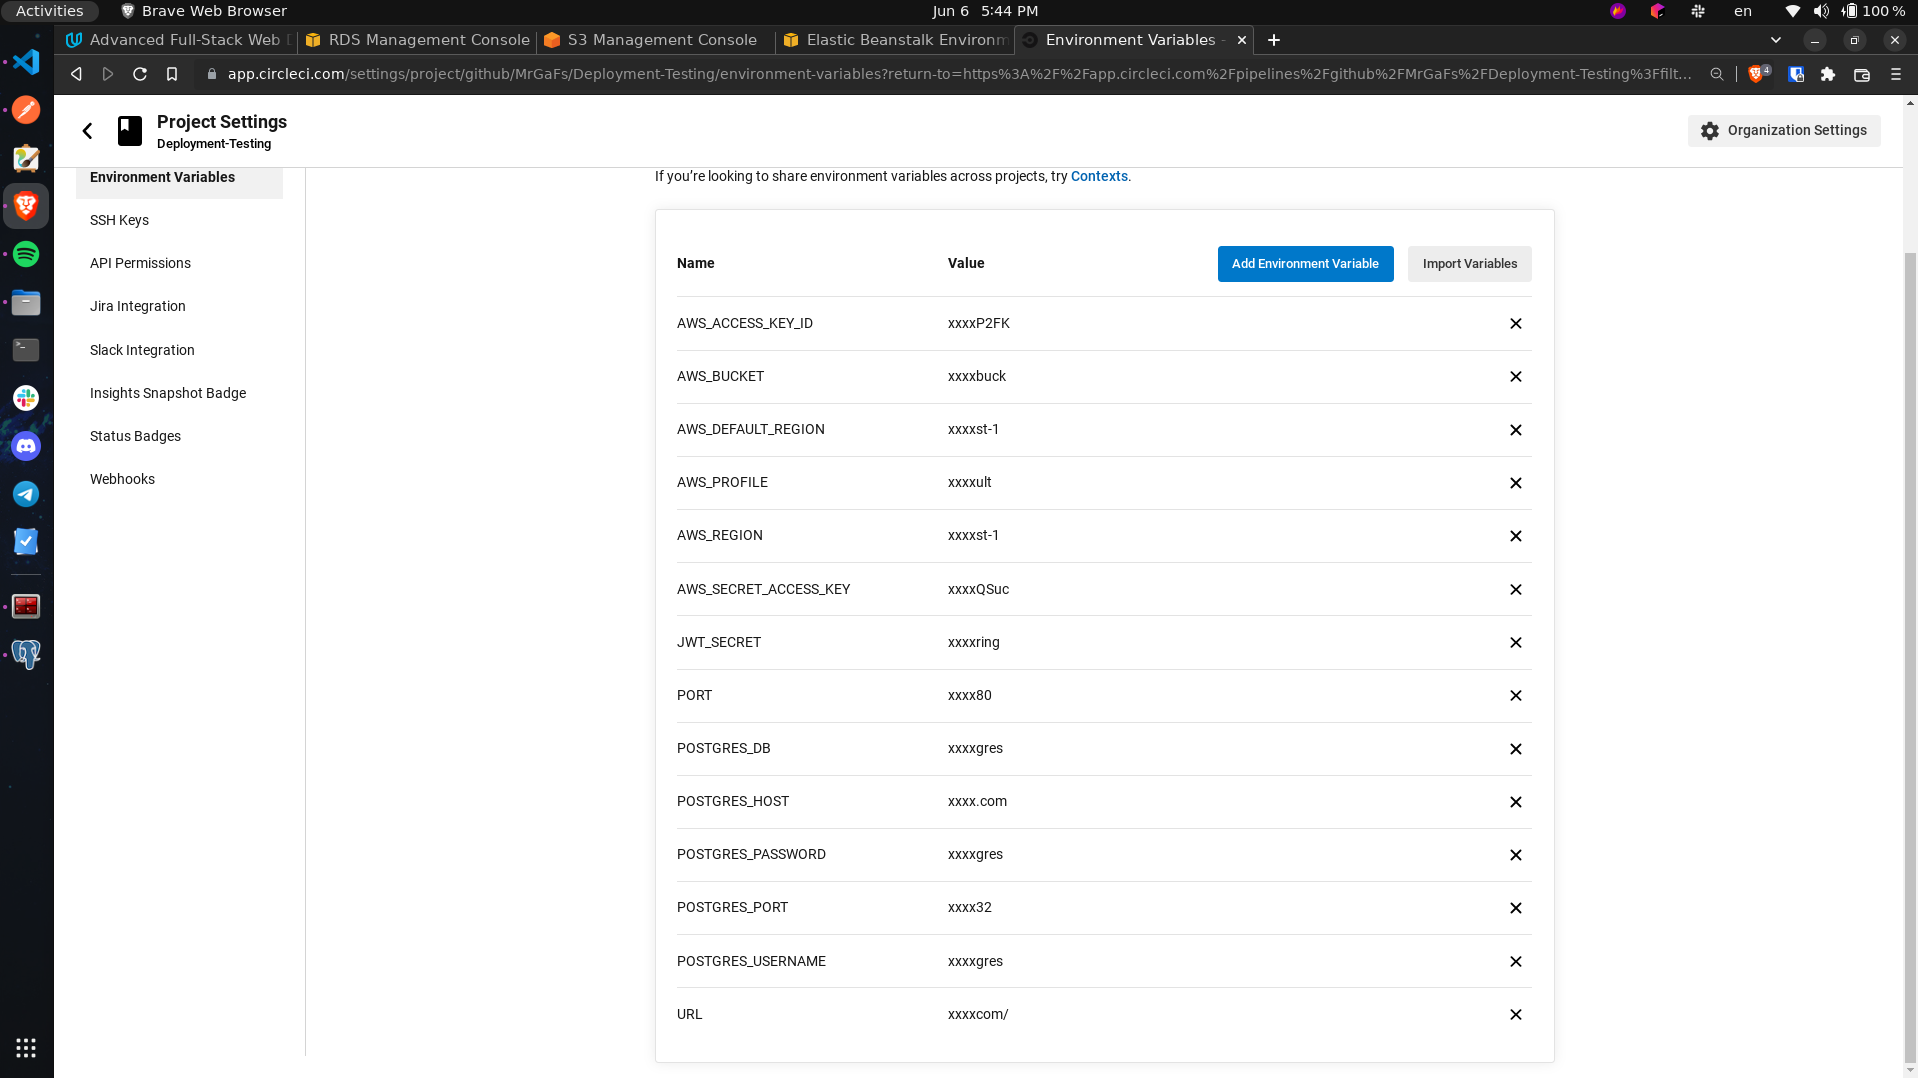 Activities Brave Web Browser Jun 6 5:44 PM en 100 %
Advanced Full-Stack Web D RDS Management Console S3 Management Console Elastic Beanstalk Environm Environment Variables -
app.circleci.com/settings/project/github/MrGaFs/Deployment-Testing/environment-variables?return-to=https%3A%2F%2Fapp.circleci.com%2Fpipelines%2Fgithub%2FMrGaFs%2FDeployment-Testing%3Ffilt... 4
Project Settings
Deployment-Testing
Organization Settings
Environment Variables
SSH Keys
API Permissions
Jira Integration
Slack Integration
Insights Snapshot Badge
Status Badges
Webhooks
If you’re looking to share environment variables across projects, try Contexts.
Name Value Add Environment Variable Import Variables
AWS_ACCESS_KEY_ID xxxxP2FK
AWS_BUCKET xxxxbuck
AWS_DEFAULT_REGION xxxxst-1
AWS_PROFILE xxxxult
AWS_REGION xxxxst-1
AWS_SECRET_ACCESS_KEY xxxxQSuc
JWT_SECRET xxxxring
PORT xxxx80
POSTGRES_DB xxxxgres
POSTGRES_HOST xxxx.com
POSTGRES_PASSWORD xxxxgres
POSTGRES_PORT xxxx32
POSTGRES_USERNAME xxxxgres
URL xxxxcom/